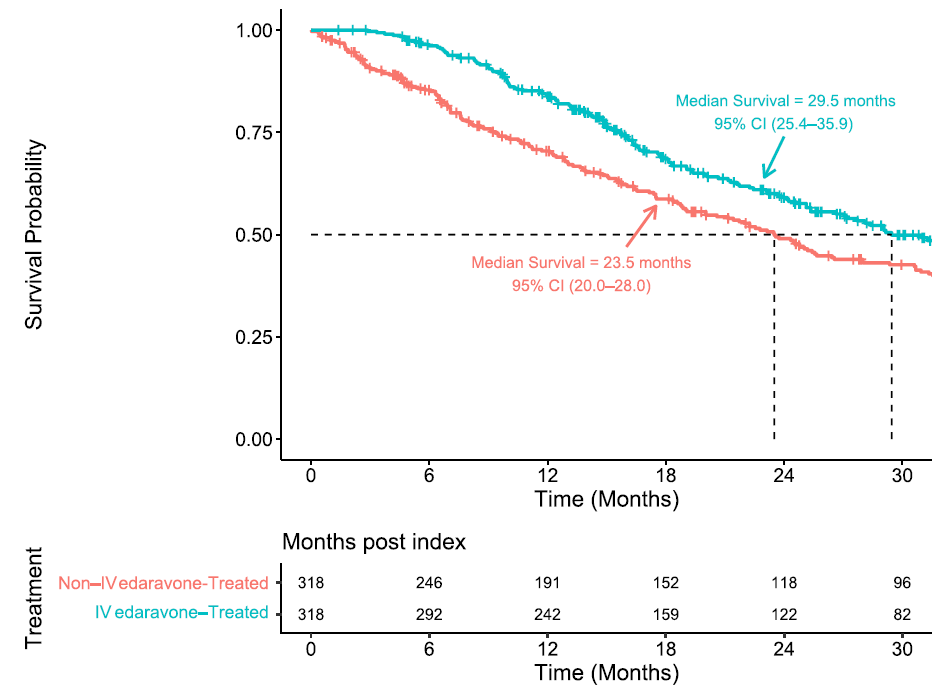 1.00
0.75
0.50
0.25
0.00
Survival Probability
Median Survival = 29.5 months
95% CI (25.4–35.9)
Median Survival = 23.5 months
95% CI (20.0–28.0)
0 6 12 18 24 30
Time (Months)
Months post index
Treatment
Non–IV edaravone-Treated 318 246 191 152 118 96
IV edaravone–Treated 318 292 242 159 122 82
0 6 12 18 24 30
Time (Months)